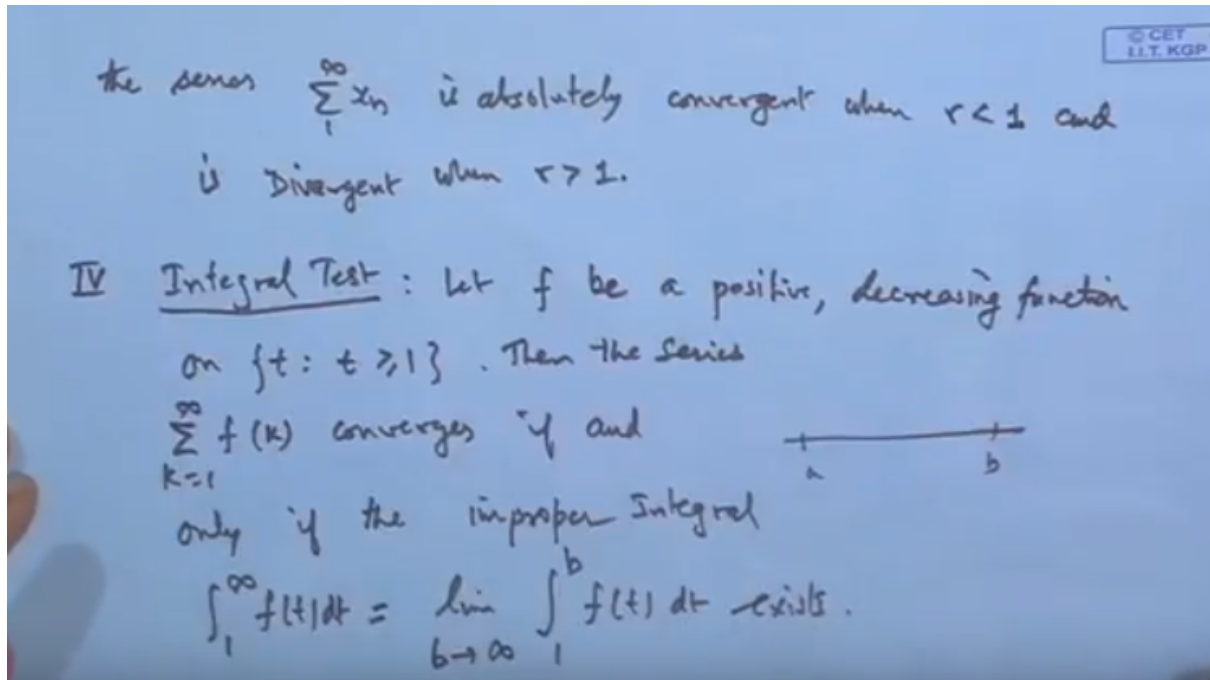 © CET
I.I.T. KGP
the series ∞ Σ 1 xn is absolutely convergent when r < 1 and
is Divergent when r > 1.
IV Integral Test : Let f be a positive, decreasing function
on {t : t ≥ 1} . Then the Series
∞ Σ k=1 f (k) converges if and
a b
only if the improper Integral
∫₁^∞ f(t)dt = lim b→∞ ∫₁^b f(t) dt exists.